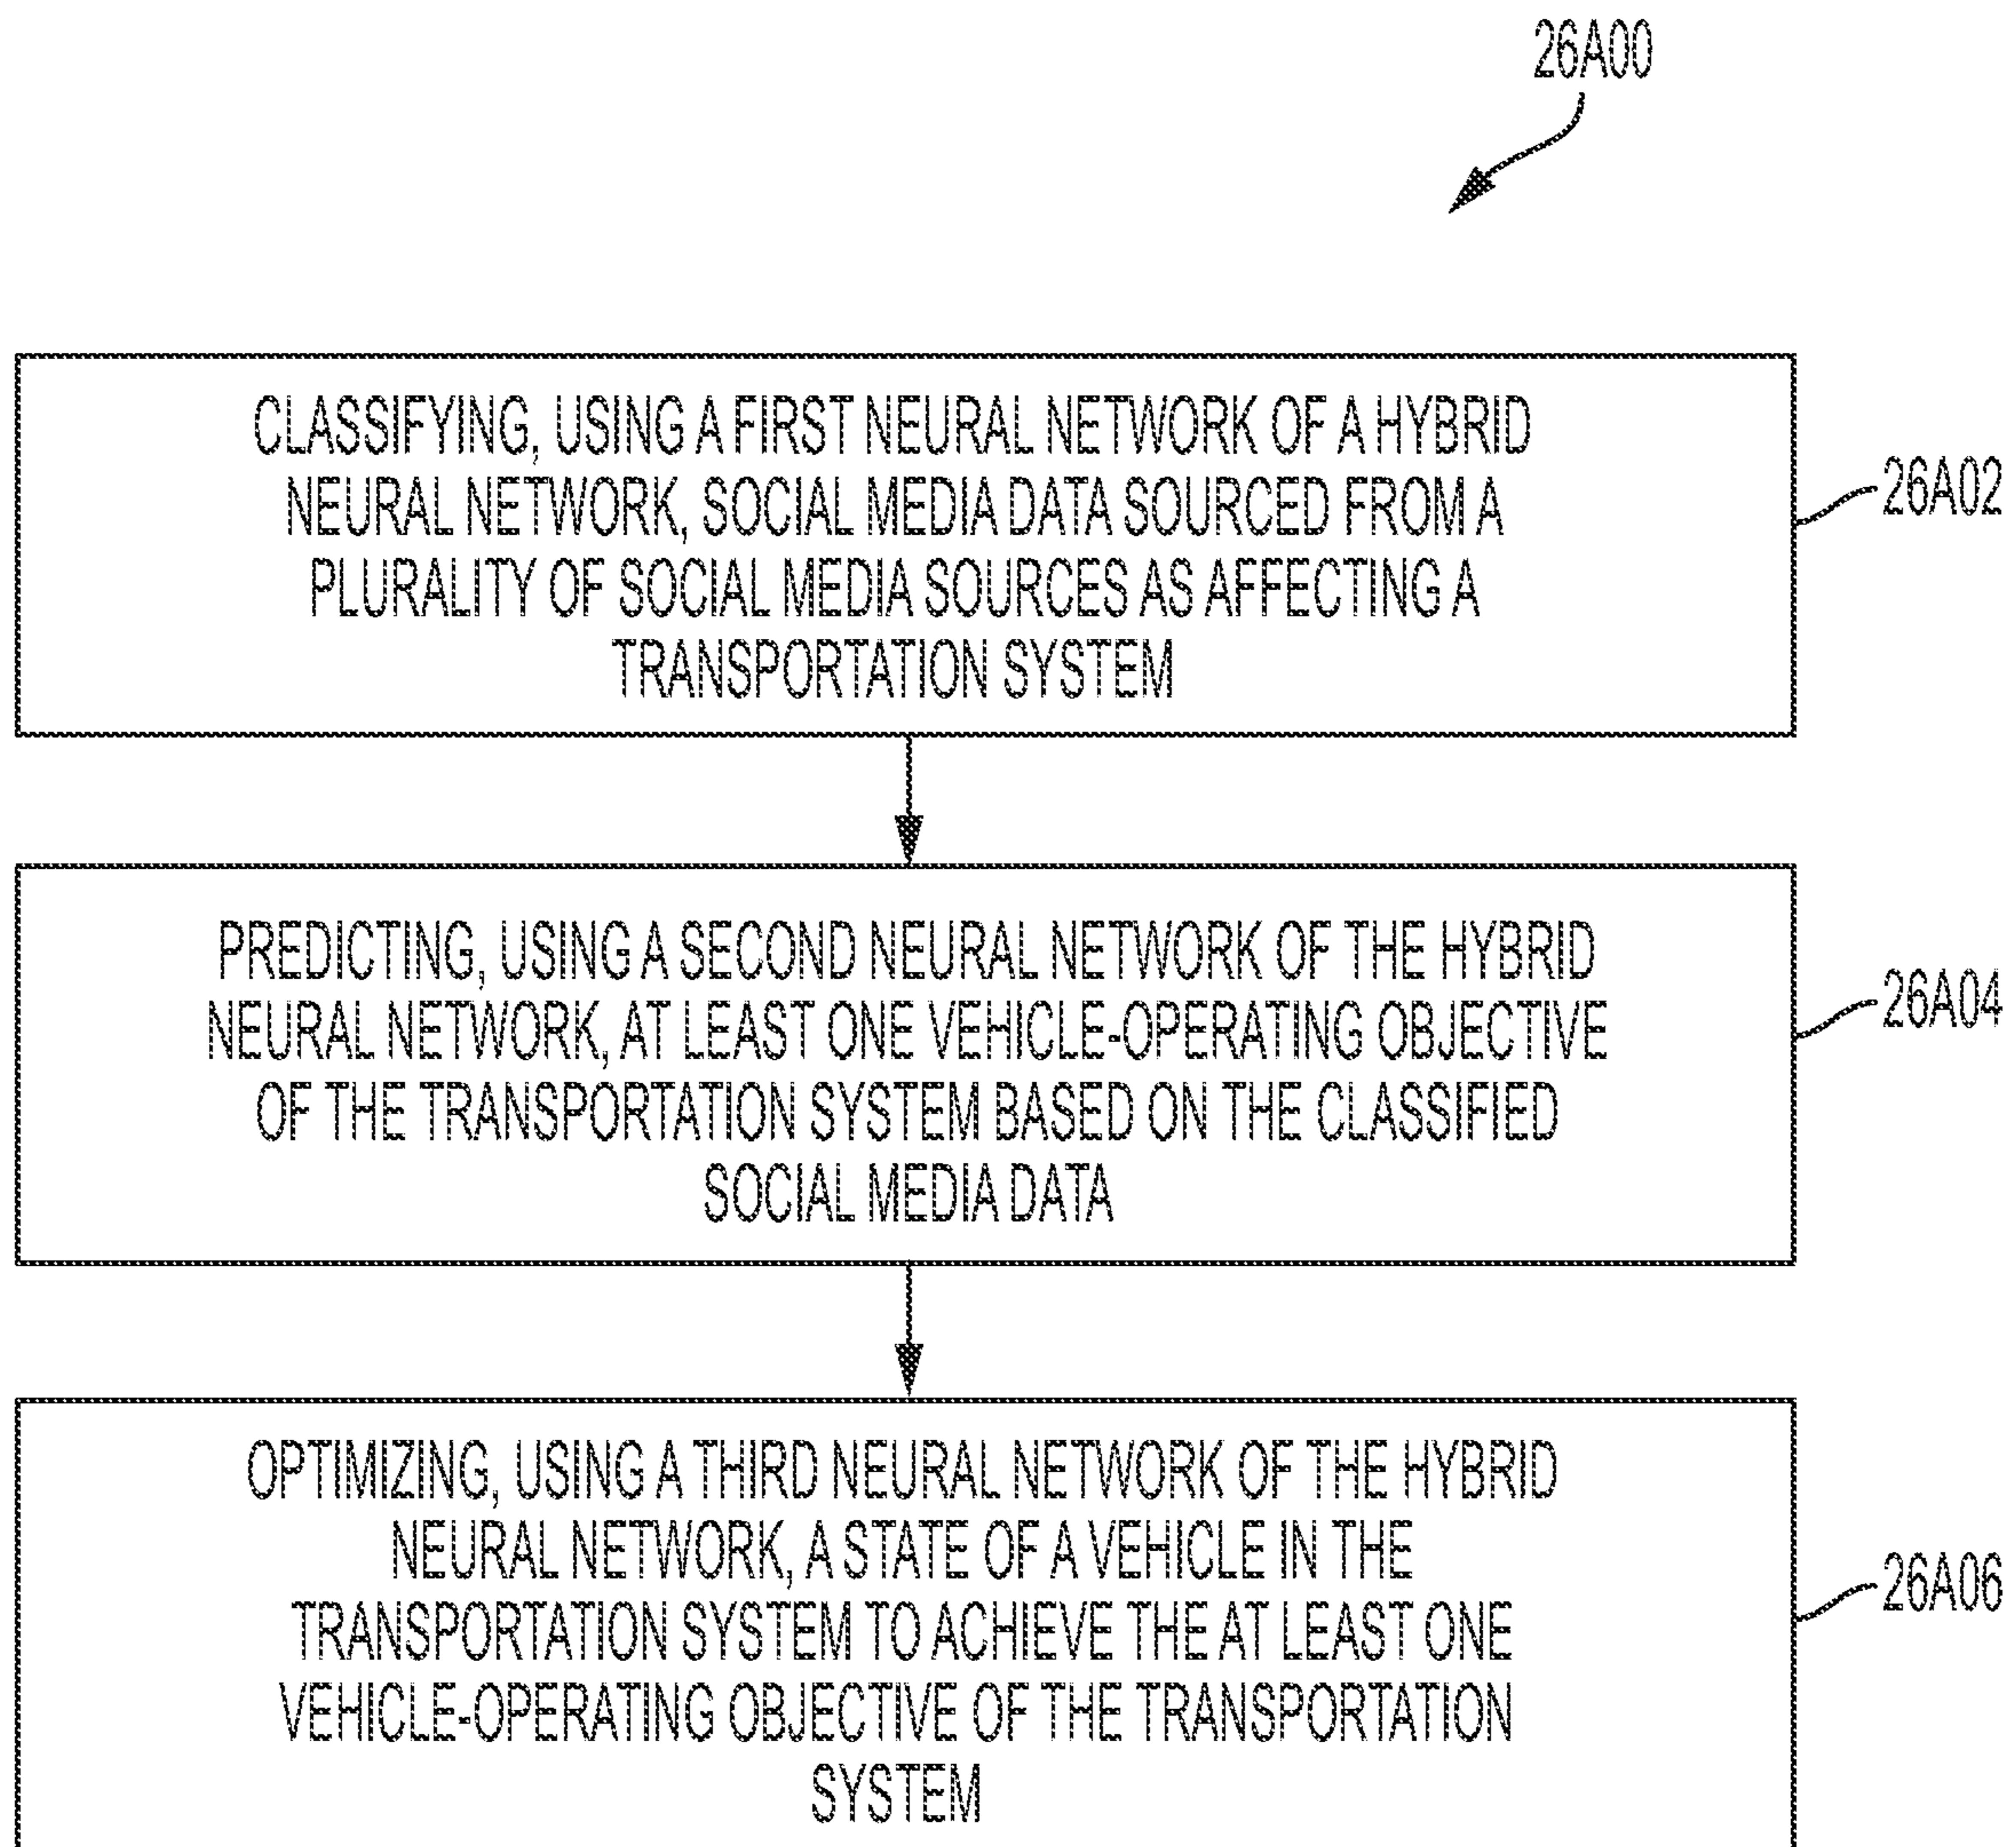 26A00
CLASSIFYING, USING A FIRST NEURAL NETWORK OF A HYBRID
NEURAL NETWORK, SOCIAL MEDIA DATA SOURCED FROM A
PLURALITY OF SOCIAL MEDIA SOURCES AS AFFECTING A
TRANSPORTATION SYSTEM
26A02
PREDICTING, USING A SECOND NEURAL NETWORK OF THE HYBRID
NEURAL NETWORK, AT LEAST ONE VEHICLE-OPERATING OBJECTIVE
OF THE TRANSPORTATION SYSTEM BASED ON THE CLASSIFIED
SOCIAL MEDIA DATA
26A04
OPTIMIZING, USING A THIRD NEURAL NETWORK OF THE HYBRID
NEURAL NETWORK, A STATE OF A VEHICLE IN THE
TRANSPORTATION SYSTEM TO ACHIEVE THE AT LEAST ONE
VEHICLE-OPERATING OBJECTIVE OF THE TRANSPORTATION
SYSTEM
26A06